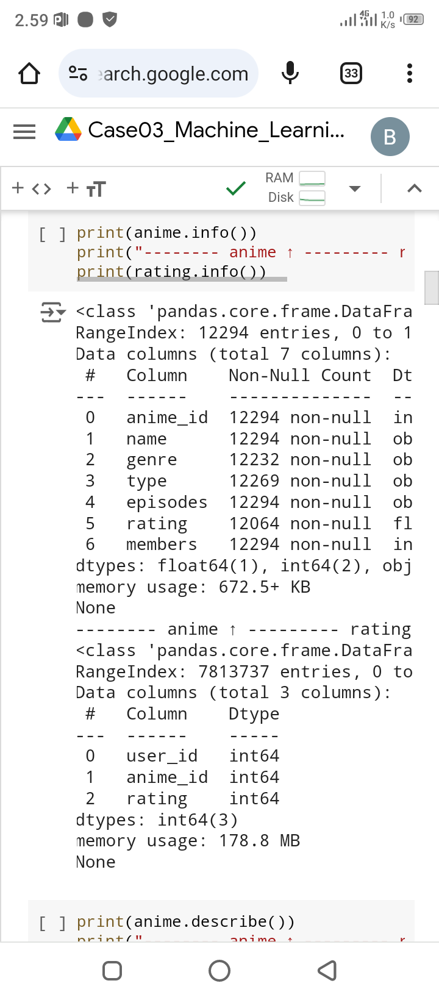 2.59
4G
1.0
K/s
92
arch.google.com
33
Case03_Machine_Learni...
B
+ <> + TT
RAM
Disk
[ ] print(anime.info())
print("-------- anime ↑ --------- r
print(rating.info())
<class 'pandas.core.frame.DataFra
RangeIndex: 12294 entries, 0 to 1
Data columns (total 7 columns):
# Column Non-Null Count Dt
--- ------ -------------- --
0 anime_id 12294 non-null in
1 name 12294 non-null ob
2 genre 12232 non-null ob
3 type 12269 non-null ob
4 episodes 12294 non-null ob
5 rating 12064 non-null fl
6 members 12294 non-null in
dtypes: float64(1), int64(2), obj
memory usage: 672.5+ KB
None
-------- anime ↑ --------- rating
<class 'pandas.core.frame.DataFra
RangeIndex: 7813737 entries, 0 to
Data columns (total 3 columns):
# Column Dtype
--- ------ -----
0 user_id int64
1 anime_id int64
2 rating int64
dtypes: int64(3)
memory usage: 178.8 MB
None
[ ] print(anime.describe())
print("-------- anime ↑ --------- r